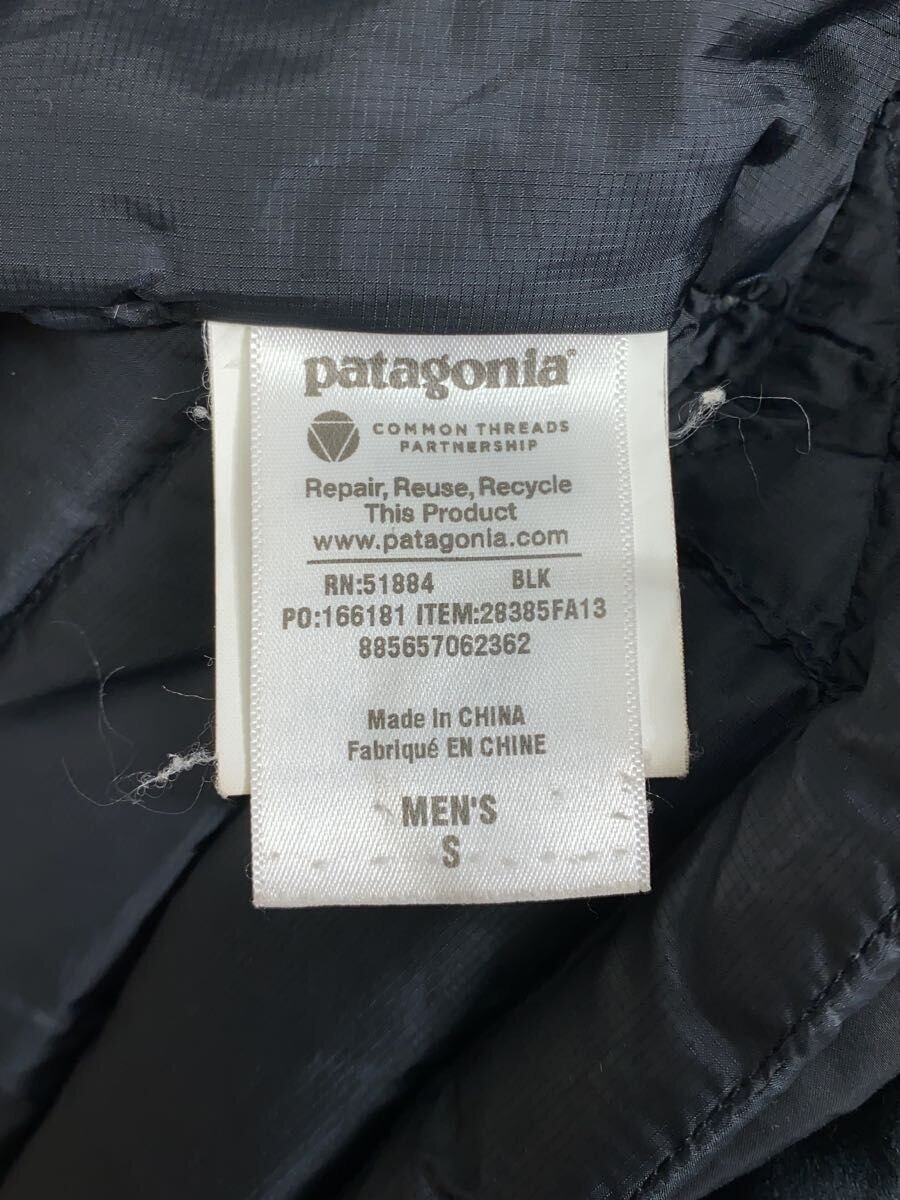 patagonia
COMMON THREADS
PARTNERSHIP
Repair, Reuse, Recycle
This Product
www.patagonia.com
RN:51884 BLK
PO:166181 ITEM:28385FA13
885657062362
Made In CHINA
Fabriqué EN CHINE
MEN'S
S